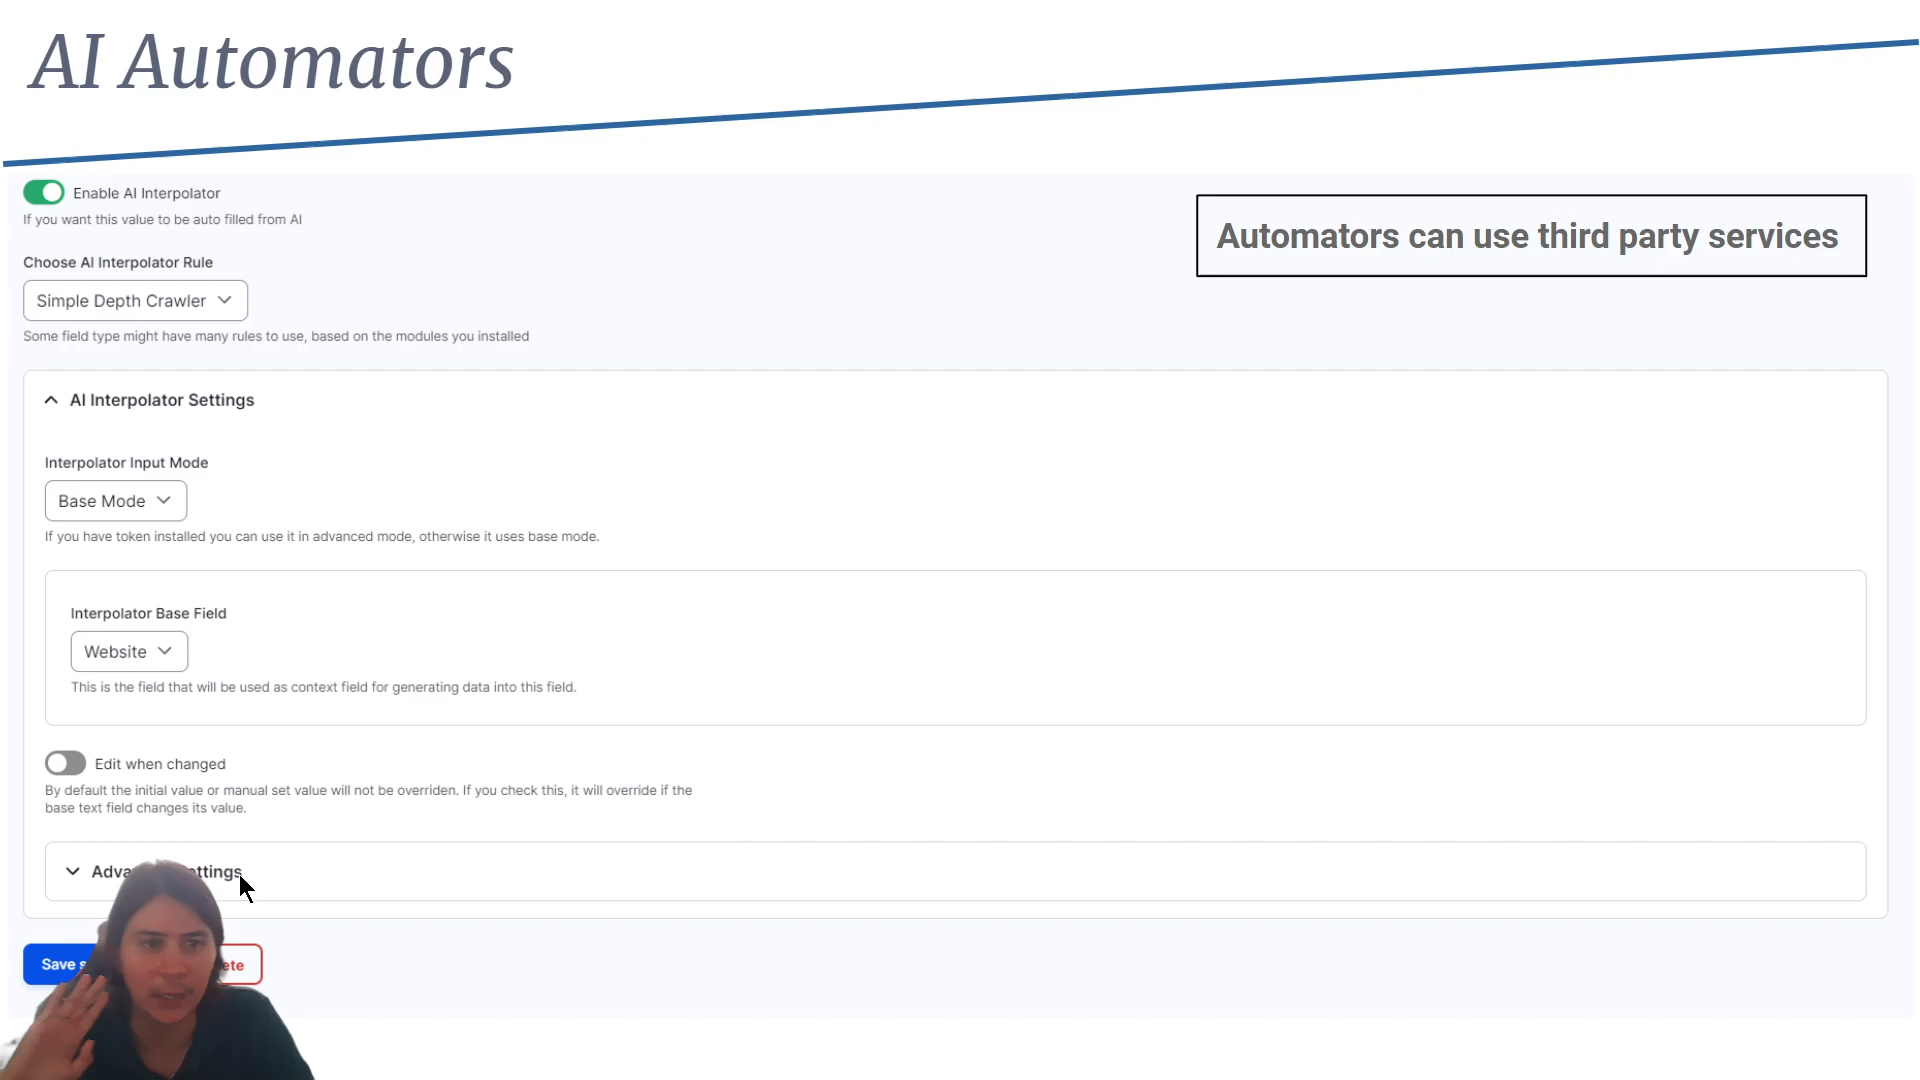 AI Automators
Enable AI Interpolator
If you want this value to be auto filled from AI
Automators can use third party services
Choose AI Interpolator Rule
Simple Depth Crawler
Some field type might have many rules to use, based on the modules you installed
AI Interpolator Settings
Interpolator Input Mode
Base Mode
If you have token installed you can use it in advanced mode, otherwise it uses base mode.
Interpolator Base Field
Website
This is the field that will be used as context field for generating data into this field.
Edit when changed
By default the initial value or manual set value will not be overriden. If you check this, it will override if the
base text field changes its value.
Save